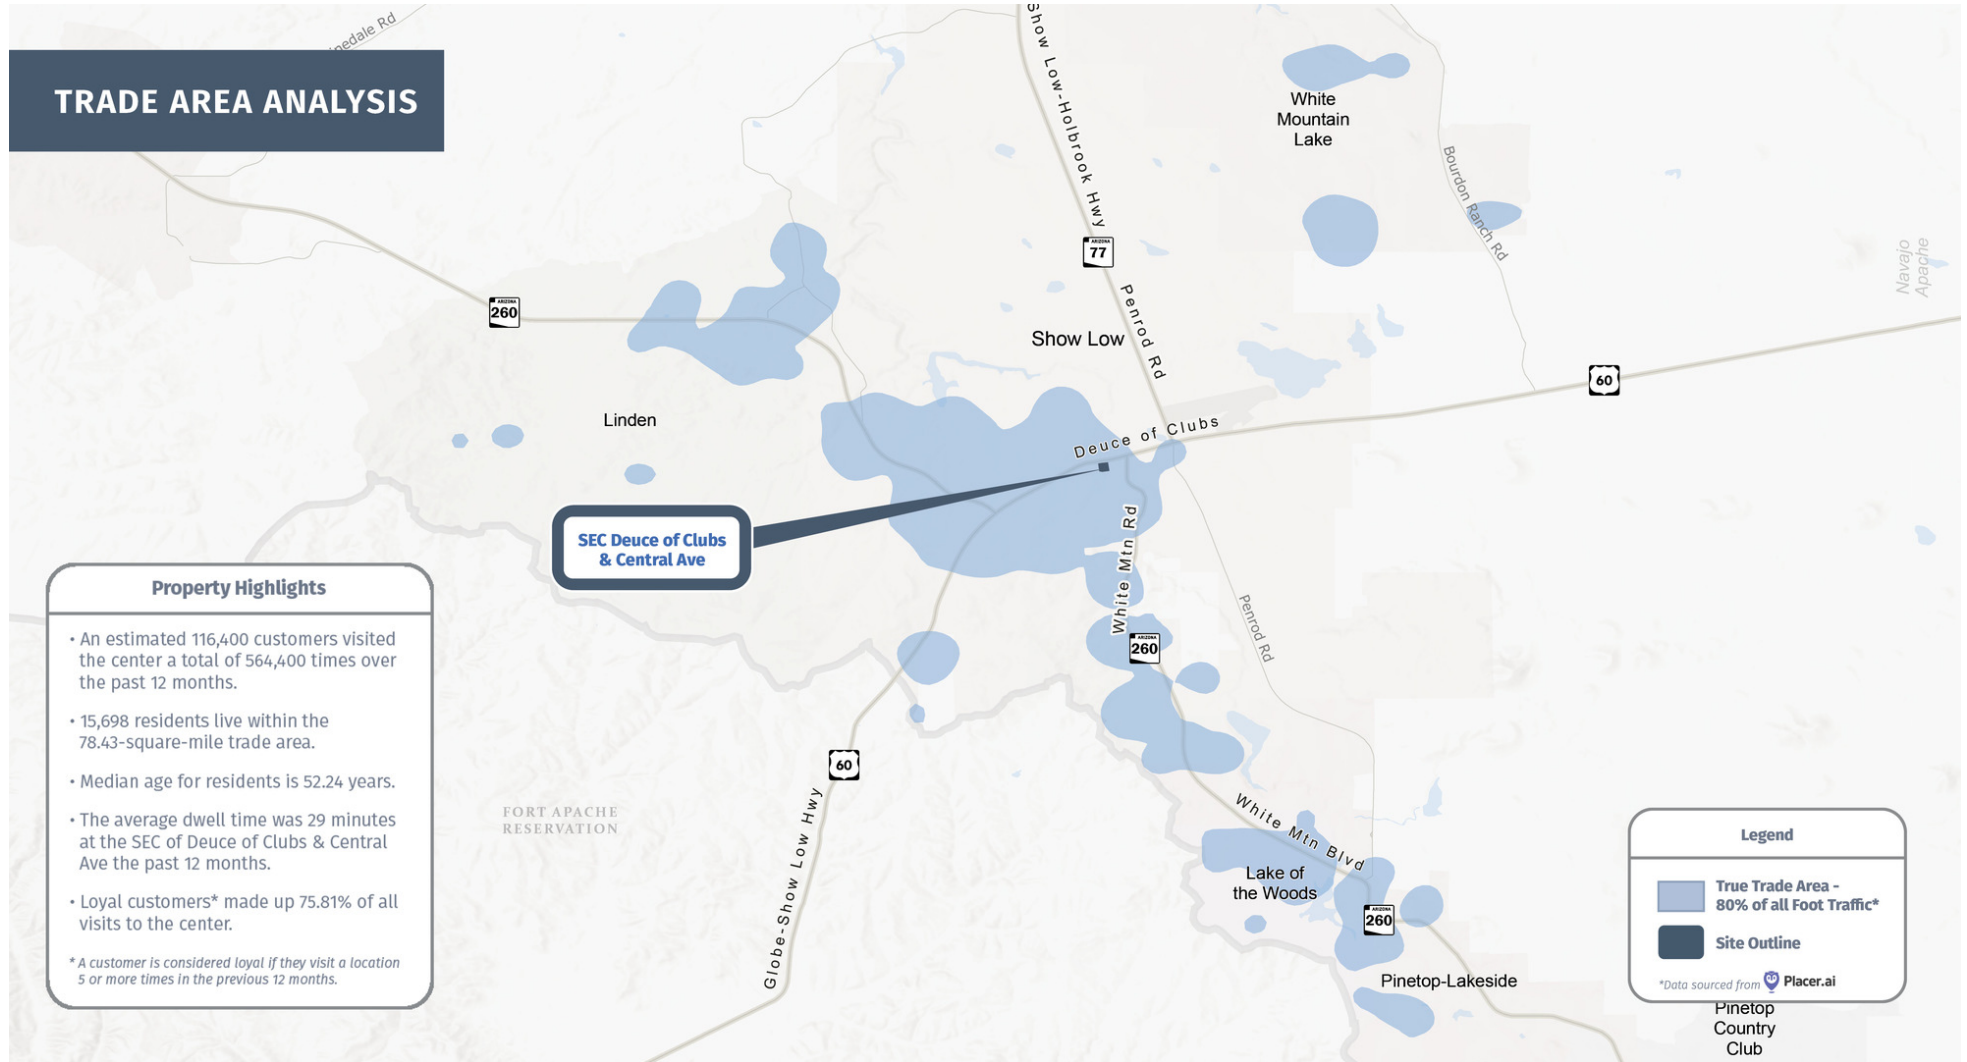 TRADE AREA ANALYSIS
Show Low-Holbrook Hwy
White
Mountain
Lake
Bourdon Ranch Rd
Navajo
Apache
ARIZONA
77
ARIZONA
260
Penrod Rd
Show Low
60
Linden
Deuce of Clubs
SEC Deuce of Clubs
& Central Ave
White Mtn Rd
Penrod Rd
ARIZONA
260
60
Globe-Show Low Hwy
FORT APACHE
RESERVATION
White Mtn Blvd
Lake of
the Woods
ARIZONA
260
Pinetop-Lakeside
Pinetop
Country
Club
Property Highlights
• An estimated 116,400 customers visited
the center a total of 564,400 times over
the past 12 months.
• 15,698 residents live within the
78.43-square-mile trade area.
• Median age for residents is 52.24 years.
• The average dwell time was 29 minutes
at the SEC of Deuce of Clubs & Central
Ave the past 12 months.
• Loyal customers* made up 75.81% of all
visits to the center.
* A customer is considered loyal if they visit a location
5 or more times in the previous 12 months.
Legend
True Trade Area -
80% of all Foot Traffic*
Site Outline
*Data sourced from Placer.ai